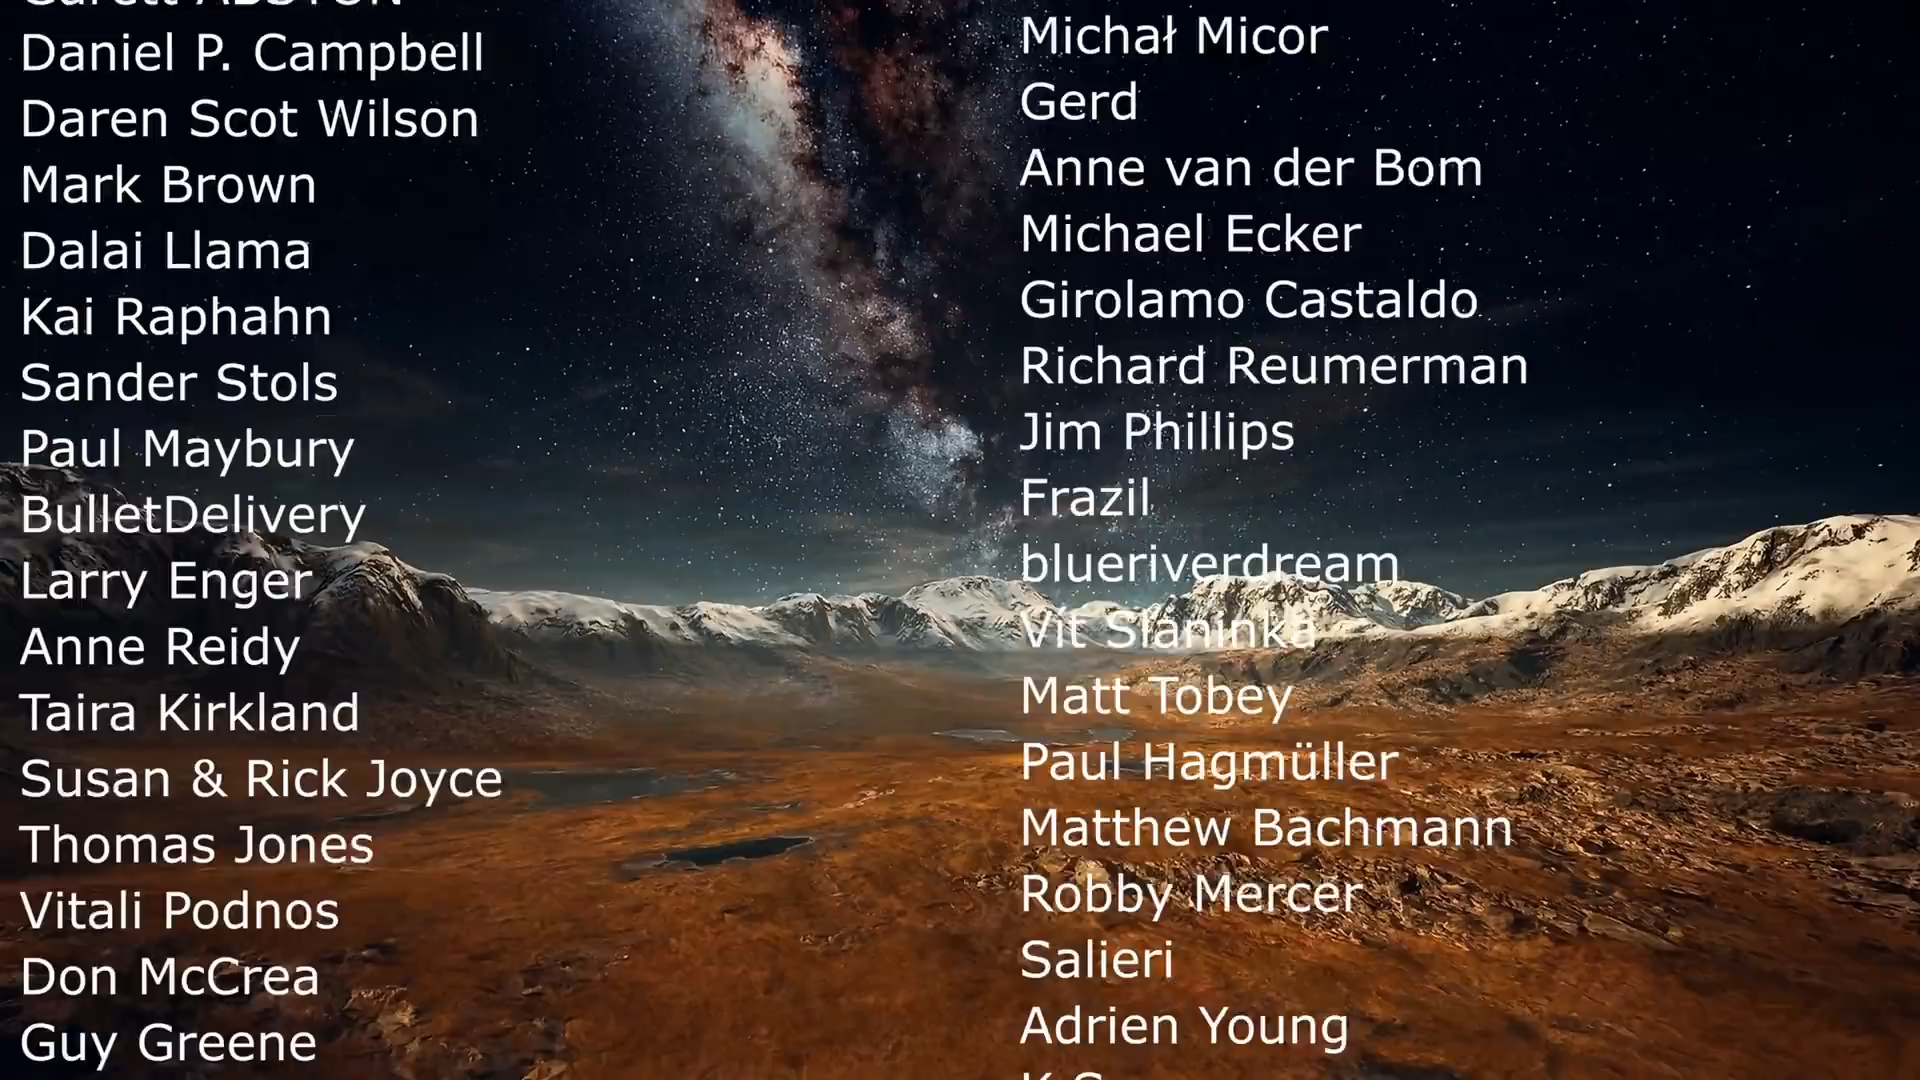 Garett ABSTON
Daniel P. Campbell
Daren Scot Wilson
Mark Brown
Dalai Llama
Kai Raphahn
Sander Stols
Paul Maybury
BulletDelivery
Larry Enger
Anne Reidy
Taira Kirkland
Susan & Rick Joyce
Thomas Jones
Vitali Podnos
Don McCrea
Guy Greene
Michał Micor
Gerd
Anne van der Bom
Michael Ecker
Girolamo Castaldo
Richard Reumerman
Jim Phillips
Frazil
blueriverdream
Vit Slaninka
Matt Tobey
Paul Hagmüller
Matthew Bachmann
Robby Mercer
Salieri
Adrien Young